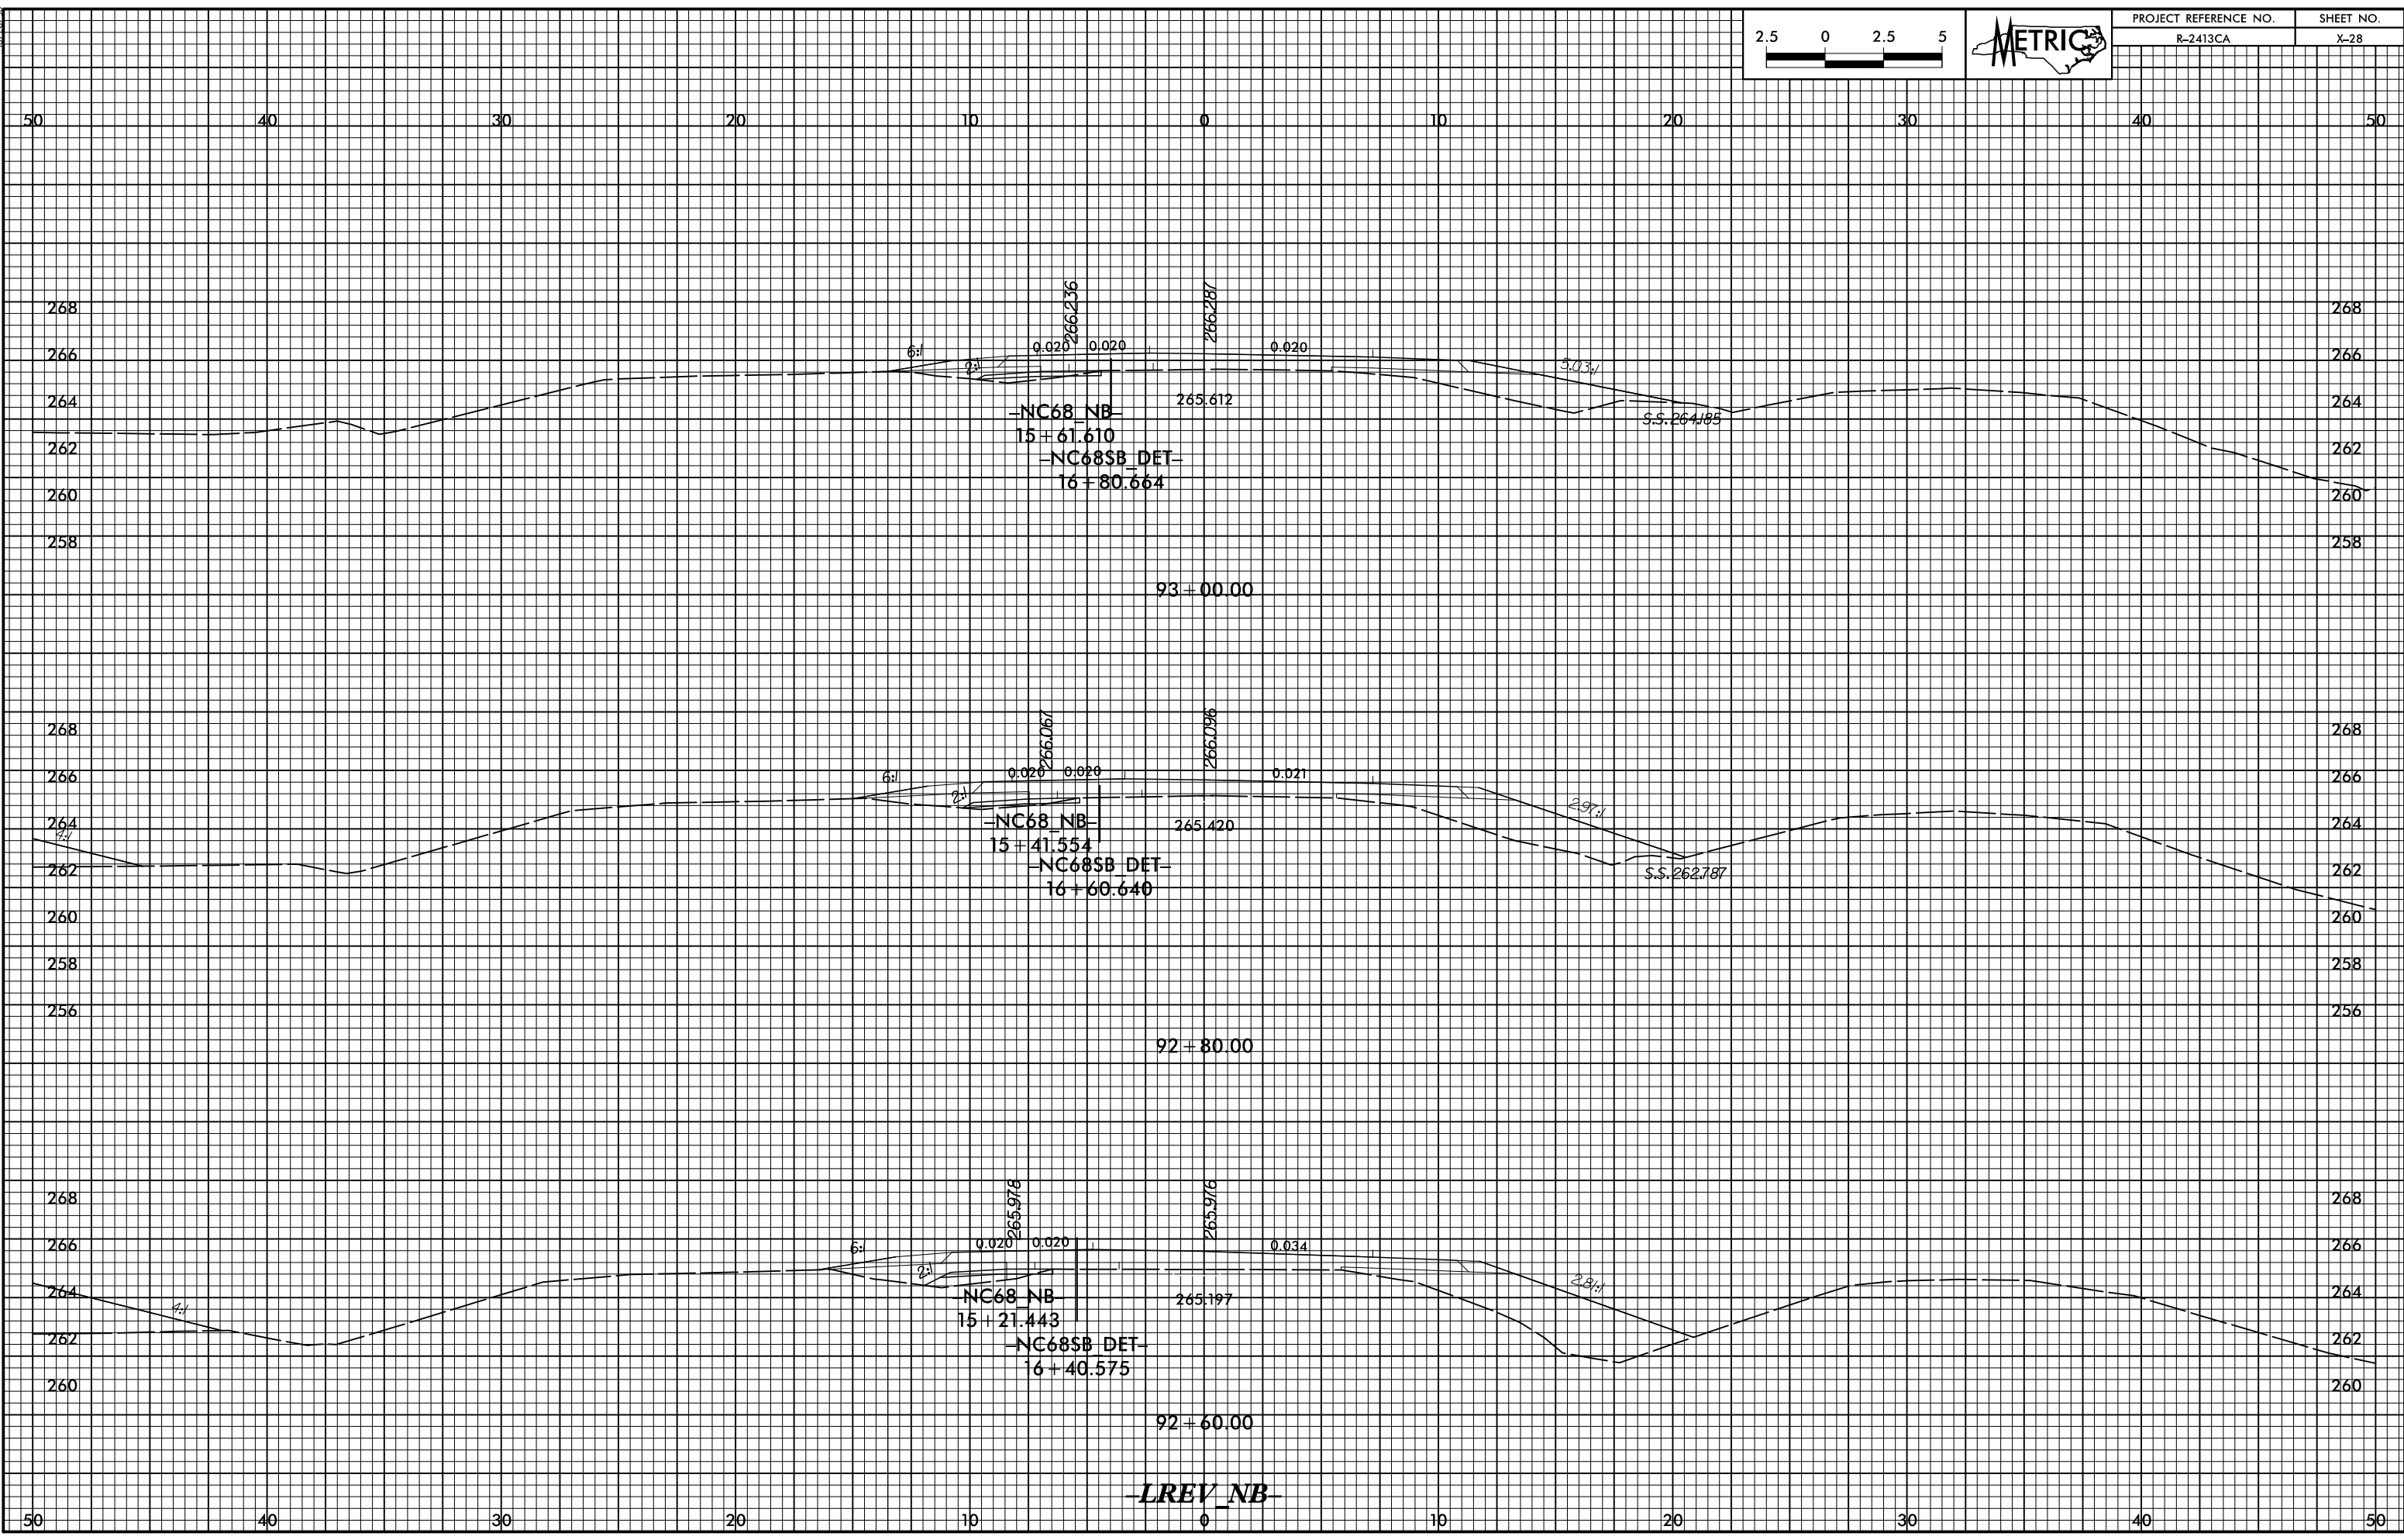 PROJECT REFERENCE NO. SHEET NO.
R-2413CA X-28
2.5 0 2.5 5
METRIC
50 40 30 20 10 0 10 20 30 40 50
266.236 266.287
268 268
6:1 0.020 0.020 0.020
266 266
2:1 5.03:1
264 265.612 264
-NC68_NB- S.S. 264.185
15+61.610
262 262
-NC68SB_DET-
16+80.664
260 260
258 258
93+00.00
266.067 266.096
268 268
6:1 0.020 0.020 0.021
266 266
2:1 2.97:1
264 -NC68_NB- 265.420 264
4:1
15+41.554
262 -NC68SB_DET- 262
S.S. 262.787
16+60.640
260 260
258 258
256 256
92+80.00
265.978 265.976
268 268
266 6:1 0.020 0.020 0.034 266
2:1 2.81:1
264 -NC68_NB- 265.197 264
4:1
15+21.443
262 -NC68SB_DET- 262
16+40.575
260 260
92+60.00
-LREV_NB-
50 40 30 20 10 0 10 20 30 40 50